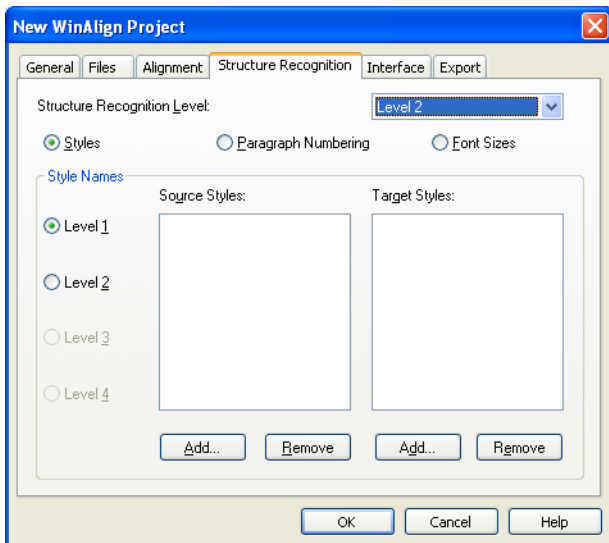 New WinAlign Project
General Files Alignment Structure Recognition Interface Export
Structure Recognition Level: Level 2
Styles Paragraph Numbering Font Sizes
Style Names
Source Styles: Target Styles:
Level 1
Level 2
Level 3
Level 4
Add... Remove Add... Remove
OK Cancel Help